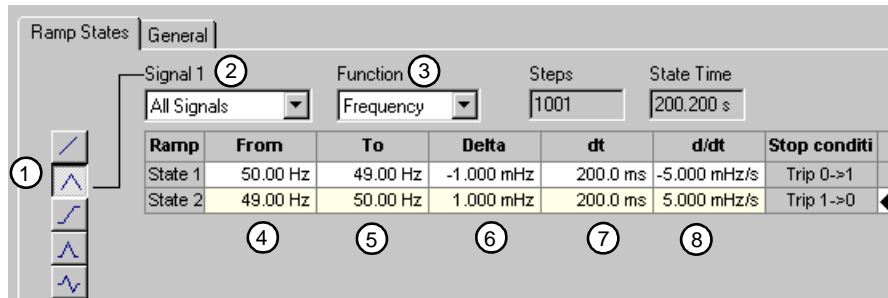 Ramp States General
Signal 1 2 Function 3 Steps State Time
All Signals Frequency 1001 200.200 s
Ramp From To Delta dt d/dt Stop conditi
1 State 1 50.00 Hz 49.00 Hz -1.000 mHz 200.0 ms -5.000 mHz/s Trip 0->1
State 2 49.00 Hz 50.00 Hz 1.000 mHz 200.0 ms 5.000 mHz/s Trip 1->0
4 5 6 7 8